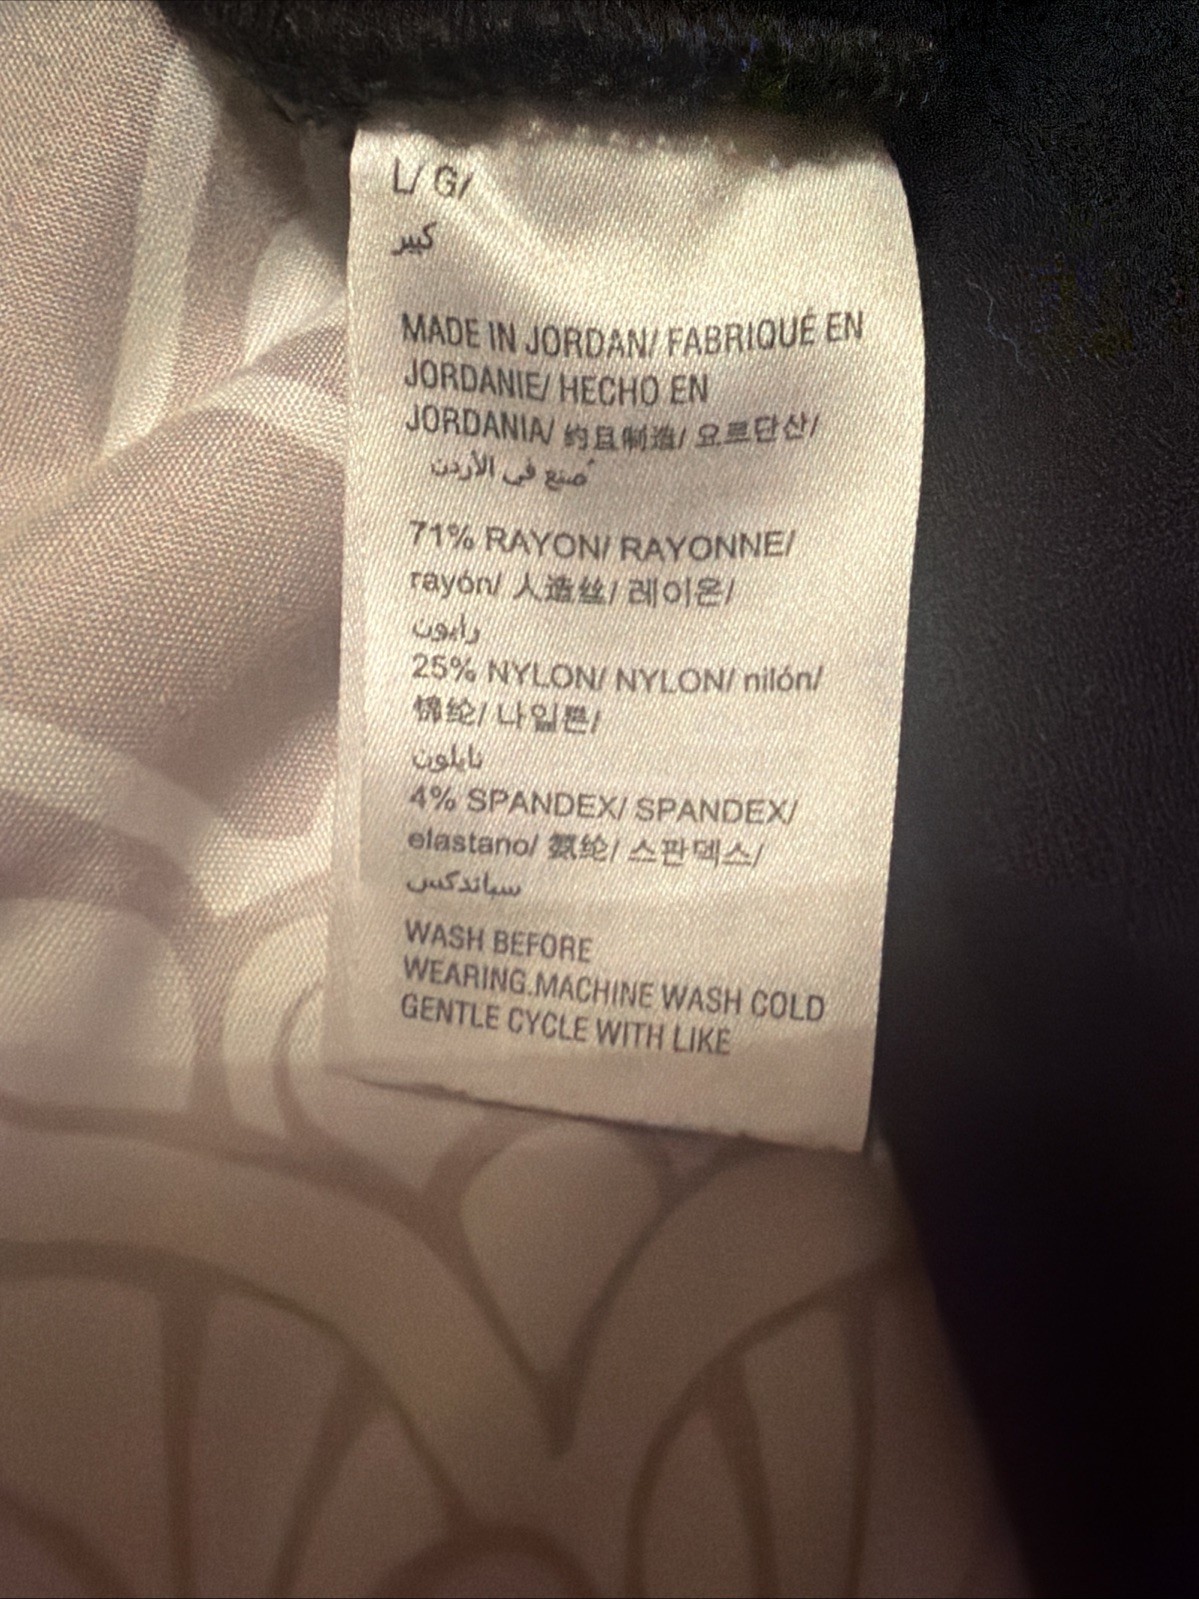 L/ G/
كبير
MADE IN JORDAN/ FABRIQUÉ EN
JORDANIE/ HECHO EN
JORDANIA/ 约旦制造/ 요르단산/
صُنع في الأردن
71% RAYON/ RAYONNE/
rayón/ 人造丝/ 레이온/
رايون
25% NYLON/ NYLON/ nilón/
锦纶/ 나일론/
نايلون
4% SPANDEX/ SPANDEX/
elastano/ 氨纶/ 스판덱스/
سباندكس
WASH BEFORE
WEARING.MACHINE WASH COLD
GENTLE CYCLE WITH LIKE